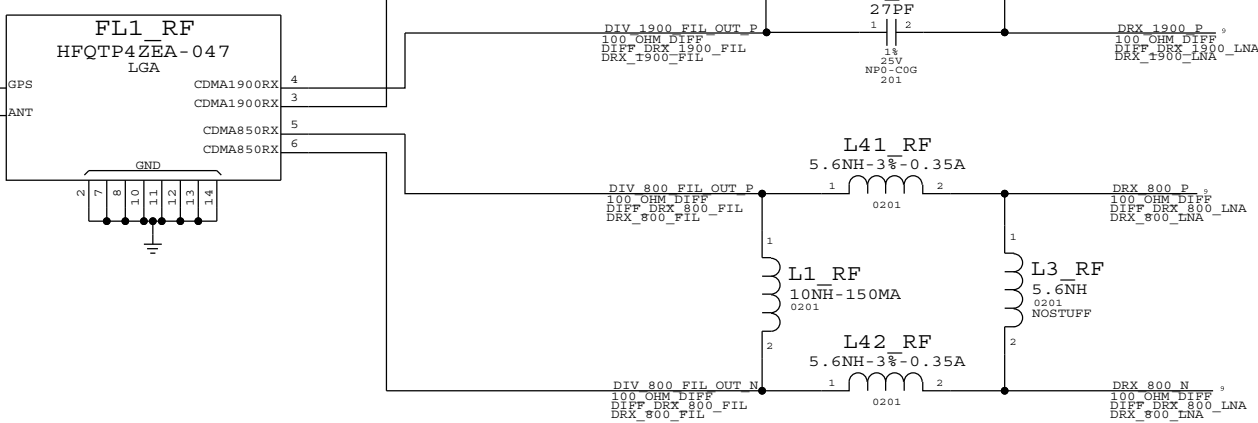 27PF
1 2
1%
25V
NP0-C0G
201
DIV_1900_FIL_OUT_P
100_OHM_DIFF
DIFF_DRX_1900_FIL
DRX_1900_FIL
DRX_1900_P 9
100_OHM_DIFF
DIFF_DRX_1900_LNA
DRX_1900_LNA
FL1_RF
HFQTP4ZEA-047
LGA
GPS
ANT
CDMA1900RX 4
CDMA1900RX 3
CDMA850RX 5
CDMA850RX 6
GND
2 7 8 10 11 12 13 14
L41_RF
5.6NH-3%-0.35A
1 2
0201
DIV_800_FIL_OUT_P
100_OHM_DIFF
DIFF_DRX_800_FIL
DRX_800_FIL
DRX_800_P 9
100_OHM_DIFF
DIFF_DRX_800_LNA
DRX_800_LNA
1
L1_RF
10NH-150MA
0201
2
1
L3_RF
5.6NH
0201
NOSTUFF
2
L42_RF
5.6NH-3%-0.35A
1 2
0201
DIV_800_FIL_OUT_N
100_OHM_DIFF
DIFF_DRX_800_FIL
DRX_800_FIL
DRX_800_N 9
100_OHM_DIFF
DIFF_DRX_800_LNA
DRX_800_LNA